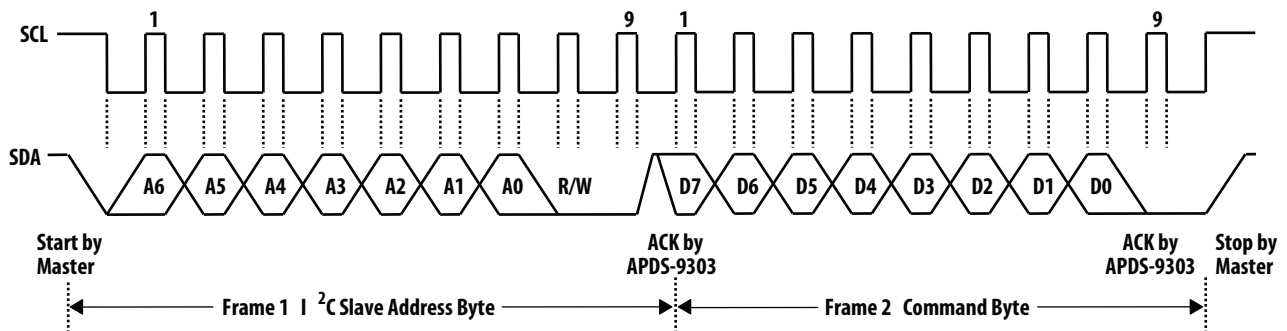 1 9 1 9
SCL
SDA A6 A5 A4 A3 A2 A1 A0 R/W D7 D6 D5 D4 D3 D2 D1 D0
Start by
Master
ACK by
APDS-9303
ACK by
APDS-9303
Stop by
Master
Frame 1 I ²C Slave Address Byte
Frame 2 Command Byte